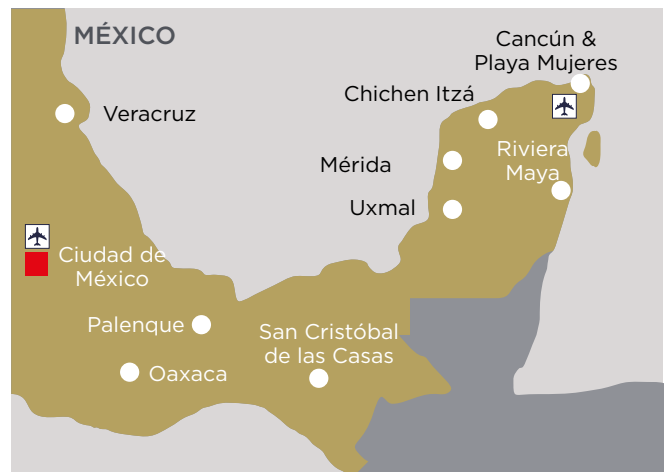 MÉXICO
Cancún &
Playa Mujeres
Chichen Itzá
Veracruz
Mérida
Riviera
Maya
Uxmal
Ciudad de
México
Palenque
San Cristóbal
de las Casas
Oaxaca